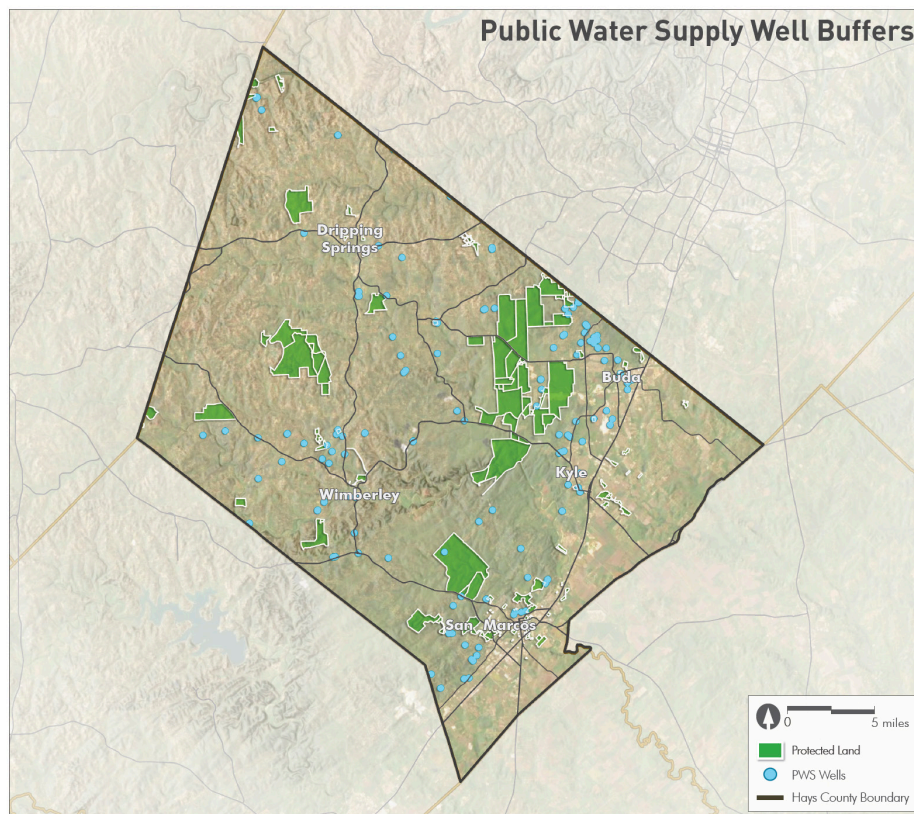 Public Water Supply Well Buffers
Dripping
Springs
Buda
Kyle
Wimberley
San Marcos
0 5 miles
Protected Land
PWS Wells
Hays County Boundary